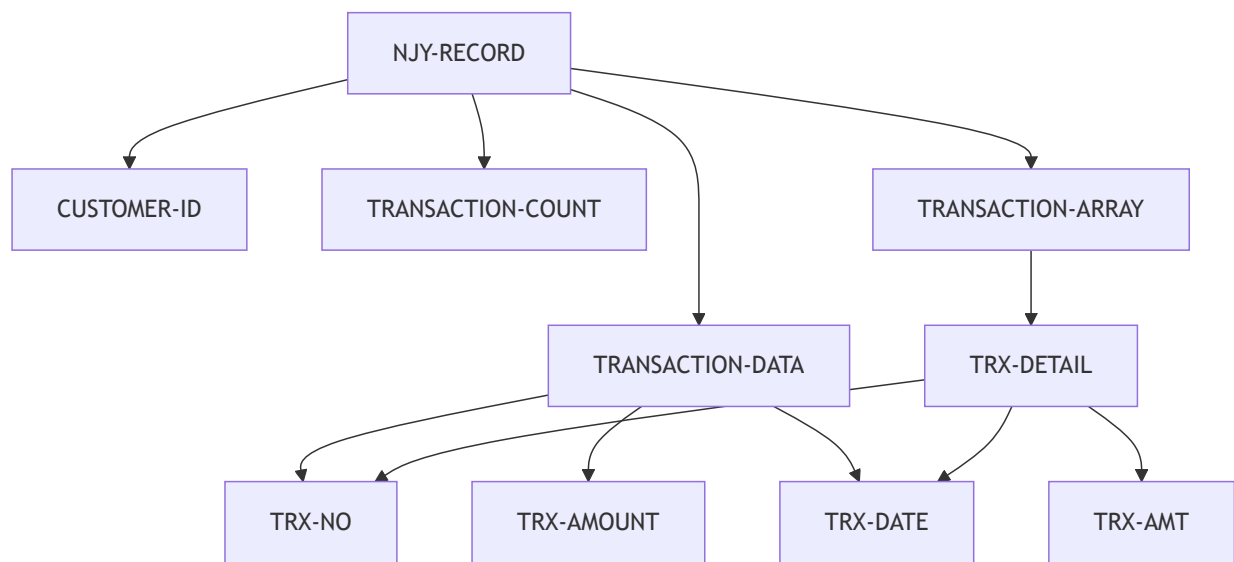 NJY-RECORD
CUSTOMER-ID
TRANSACTION-COUNT
TRANSACTION-ARRAY
TRANSACTION-DATA
TRX-DETAIL
TRX-NO
TRX-AMOUNT
TRX-DATE
TRX-AMT